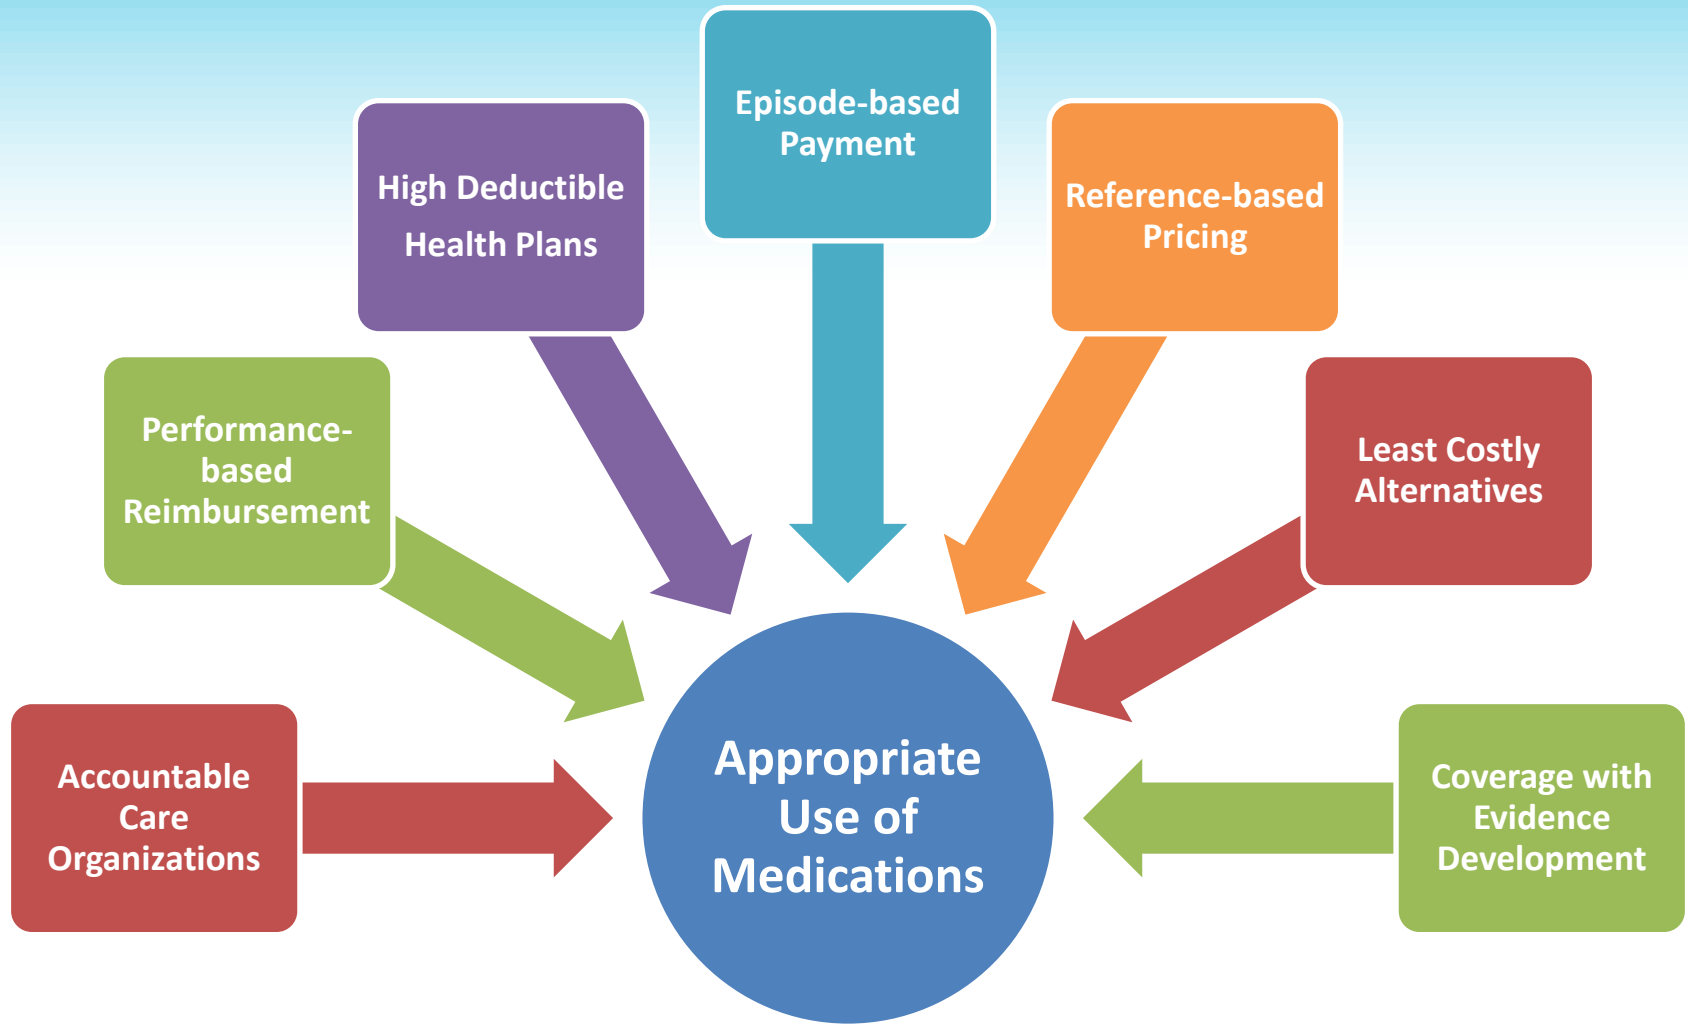 Episode-based
Payment
High Deductible
Health Plans
Reference-based
Pricing
Performance-
based
Reimbursement
Least Costly
Alternatives
Accountable
Care
Organizations
Appropriate
Use of
Medications
Coverage with
Evidence
Development